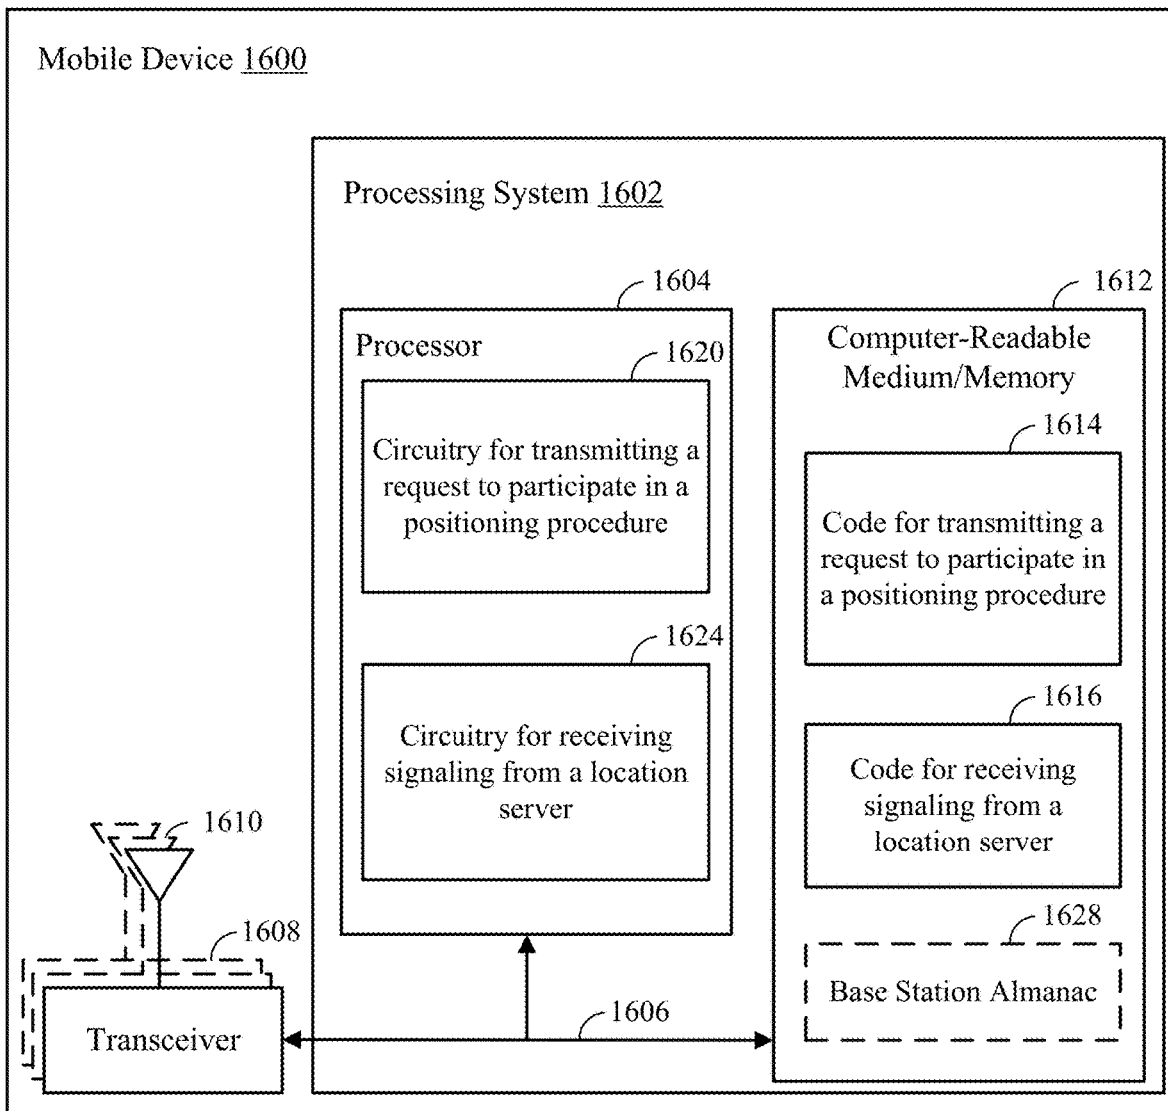 Mobile Device 1600
Processing System 1602
1604
Processor
1620
Circuitry for transmitting a
request to participate in a
positioning procedure
1624
Circuitry for receiving
signaling from a location
server
1612
Computer-Readable
Medium/Memory
1614
Code for transmitting a
request to participate in
a positioning procedure
1616
Code for receiving
signaling from a
location server
1628
Base Station Almanac
1610
1608
Transceiver
1606